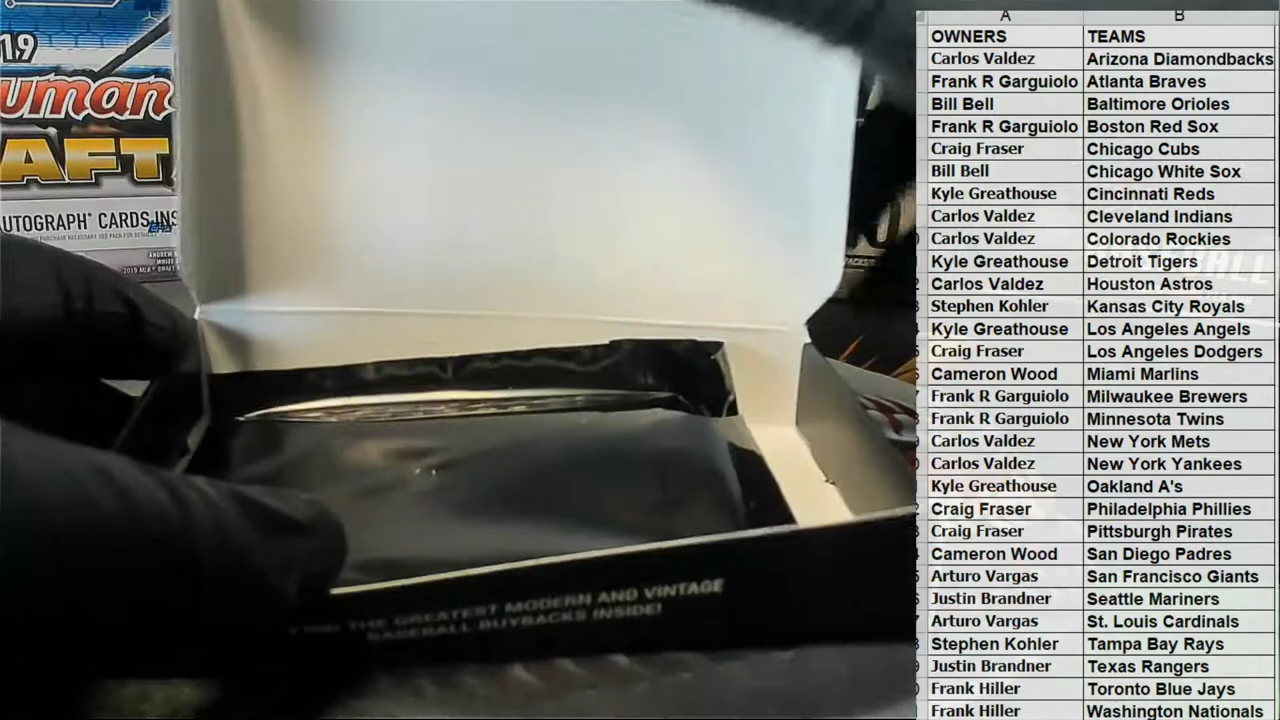 19
uman
AFT
AUTOGRAPH* CARDS INS
THE GREATEST MODERN AND VINTAGE
BASEBALL BUYBACKS INSIDE!
A B
OWNERS TEAMS
Carlos Valdez Arizona Diamondbacks
Frank R Garguiolo Atlanta Braves
Bill Bell Baltimore Orioles
Frank R Garguiolo Boston Red Sox
Craig Fraser Chicago Cubs
Bill Bell Chicago White Sox
Kyle Greathouse Cincinnati Reds
Carlos Valdez Cleveland Indians
Carlos Valdez Colorado Rockies
Kyle Greathouse Detroit Tigers
Carlos Valdez Houston Astros
Stephen Kohler Kansas City Royals
Kyle Greathouse Los Angeles Angels
Craig Fraser Los Angeles Dodgers
Cameron Wood Miami Marlins
Frank R Garguiolo Milwaukee Brewers
Frank R Garguiolo Minnesota Twins
Carlos Valdez New York Mets
Carlos Valdez New York Yankees
Kyle Greathouse Oakland A's
Craig Fraser Philadelphia Phillies
Craig Fraser Pittsburgh Pirates
Cameron Wood San Diego Padres
Arturo Vargas San Francisco Giants
Justin Brandner Seattle Mariners
Arturo Vargas St. Louis Cardinals
Stephen Kohler Tampa Bay Rays
Justin Brandner Texas Rangers
Frank Hiller Toronto Blue Jays
Frank Hiller Washington Nationals